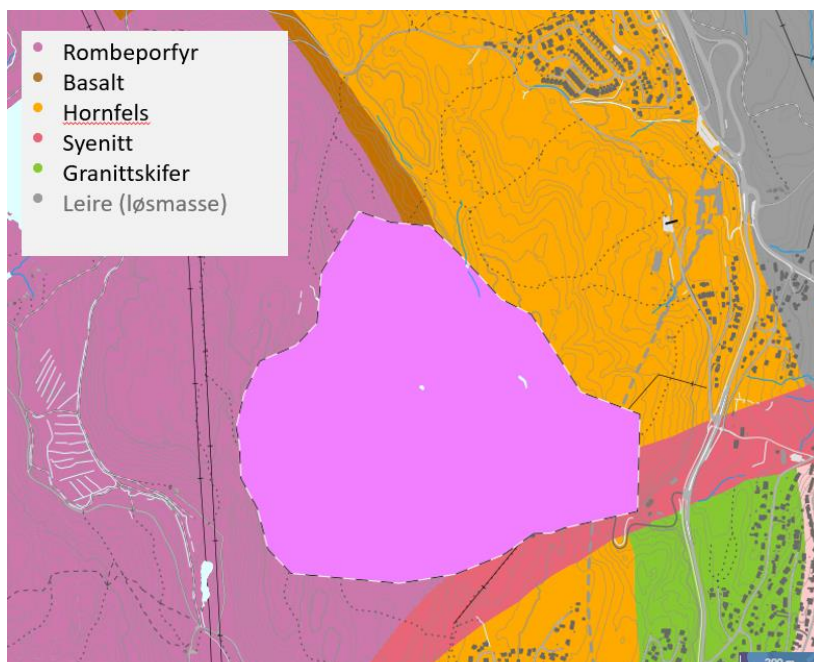 Rombeporfyr
Basalt
Hornfels
Syenitt
Granittskifer
Leire (løsmasse)